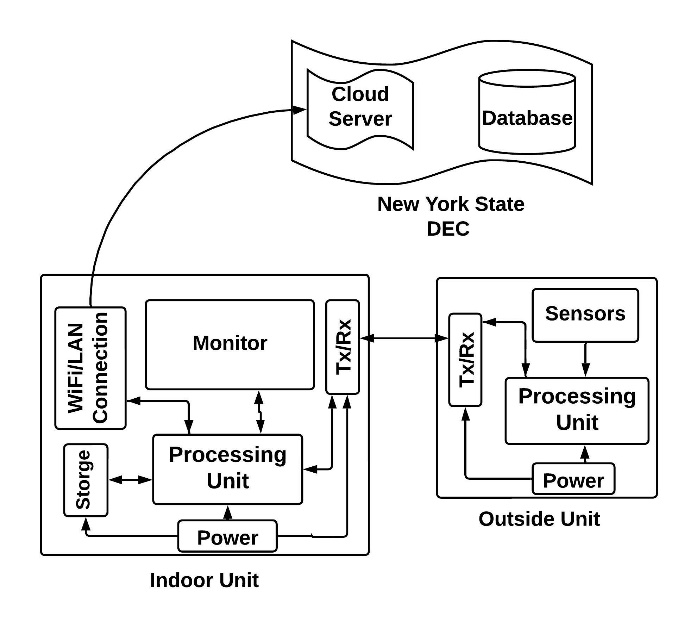 Cloud
Server
Database
New York State
DEC
WiFi/LAN
Connection
Monitor
Tx/Rx
Storge
Processing
Unit
Power
Indoor Unit
Tx/Rx
Sensors
Processing
Unit
Power
Outside Unit